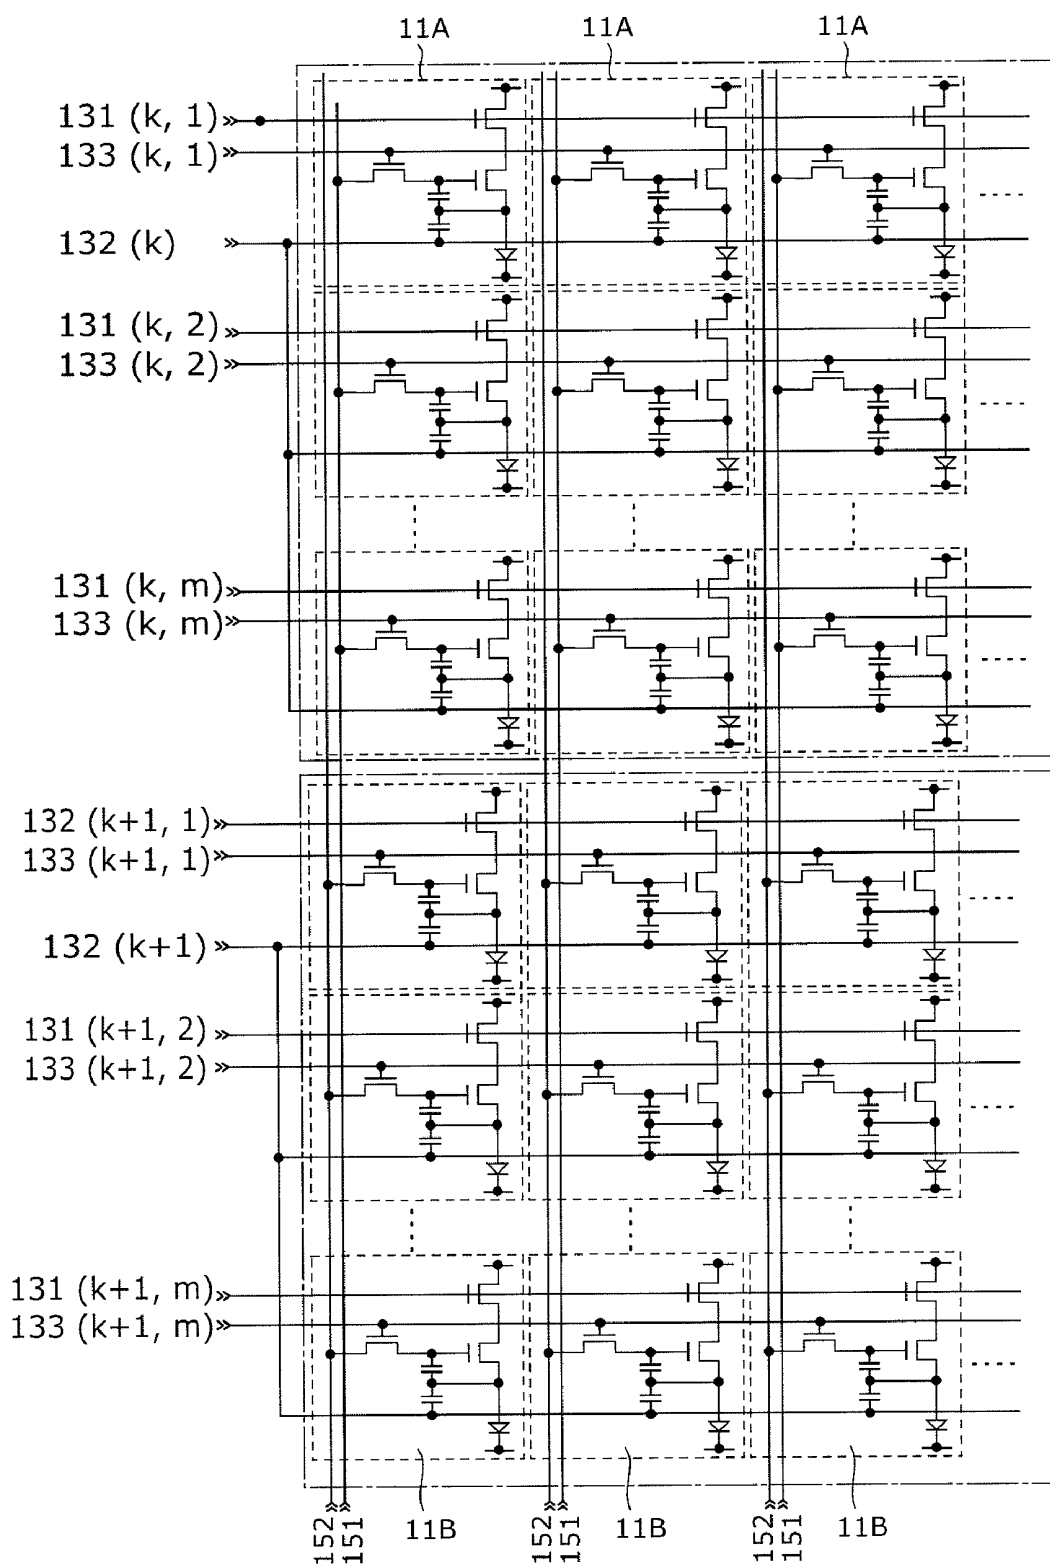 11A 11A 11A
131 (k, 1)
133 (k, 1)
132 (k)
131 (k, 2)
133 (k, 2)
131 (k, m)
133 (k, m)
132 (k+1, 1)
133 (k+1, 1)
132 (k+1)
131 (k+1, 2)
133 (k+1, 2)
131 (k+1, m)
133 (k+1, m)
152 151 11B 152 151 11B 152 151 11B